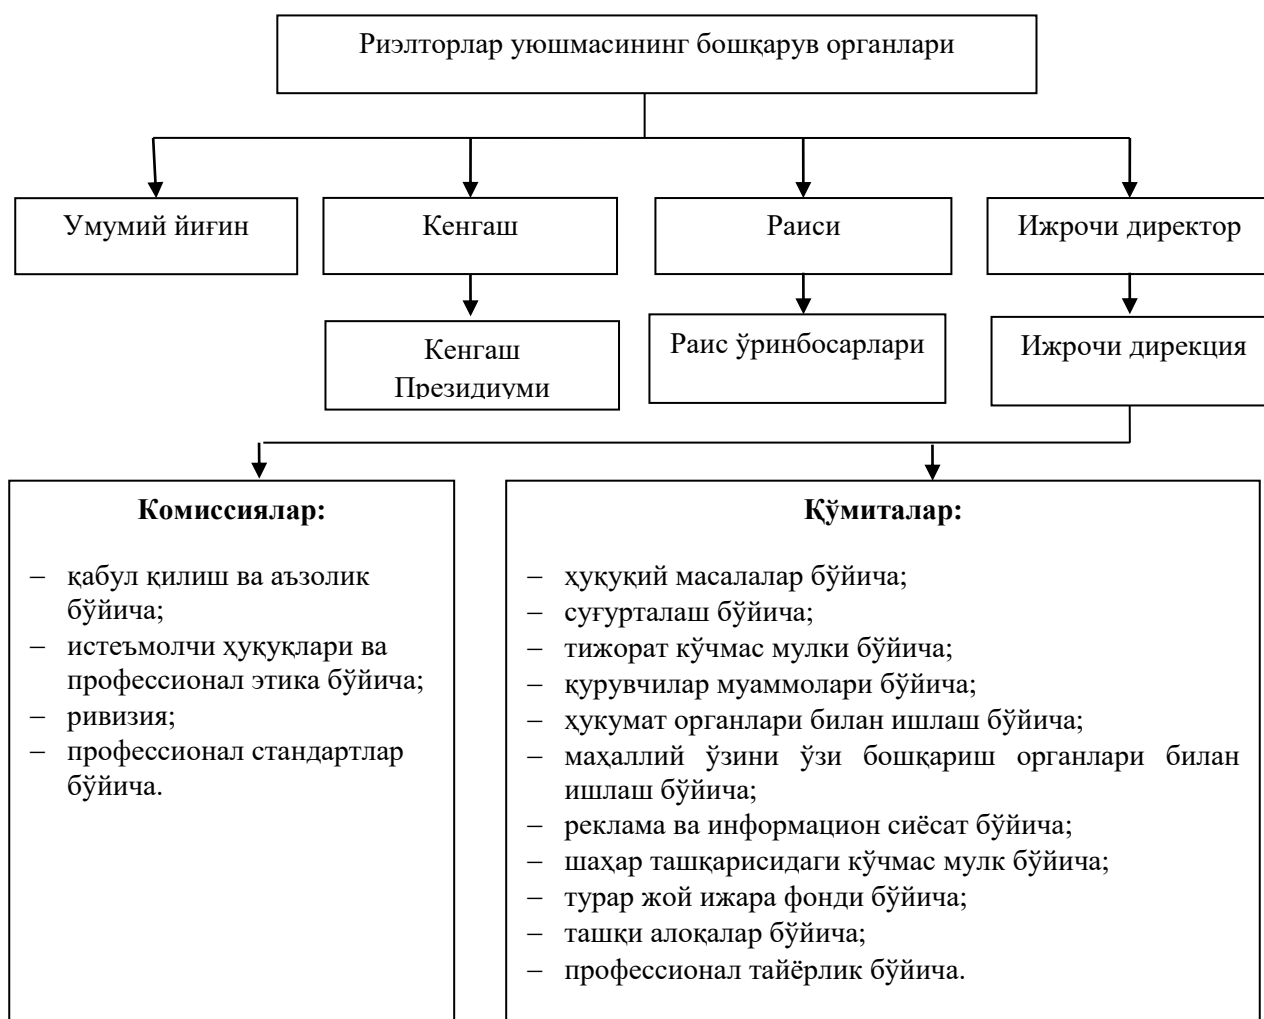 Риэлторлар уюшмасининг бошқарув органлари
Умумий йиғин
Кенгаш
Раиси
Ижрочи директор
Кенгаш
Президиуми
Раис ўринбосарлари
Ижрочи дирекция
Комиссиялар:
– қабул қилиш ва аъзолик
бўйича;
– истеъмолчи ҳуқуқлари ва
профессионал этика бўйича;
– ривизия;
– профессионал стандартлар
бўйича.
Қўмиталар:
– ҳуқуқий масалалар бўйича;
– суғурталаш бўйича;
– тижорат кўчмас мулки бўйича;
– қурувчилар муаммолари бўйича;
– ҳукумат органлари билан ишлаш бўйича;
– маҳаллий ўзини ўзи бошқариш органлари билан
ишлаш бўйича;
– реклама ва информацион сиёсат бўйича;
– шаҳар ташқарисидаги кўчмас мулк бўйича;
– турар жой ижара фонди бўйича;
– ташқи алоқалар бўйича;
– профессионал тайёрлик бўйича.